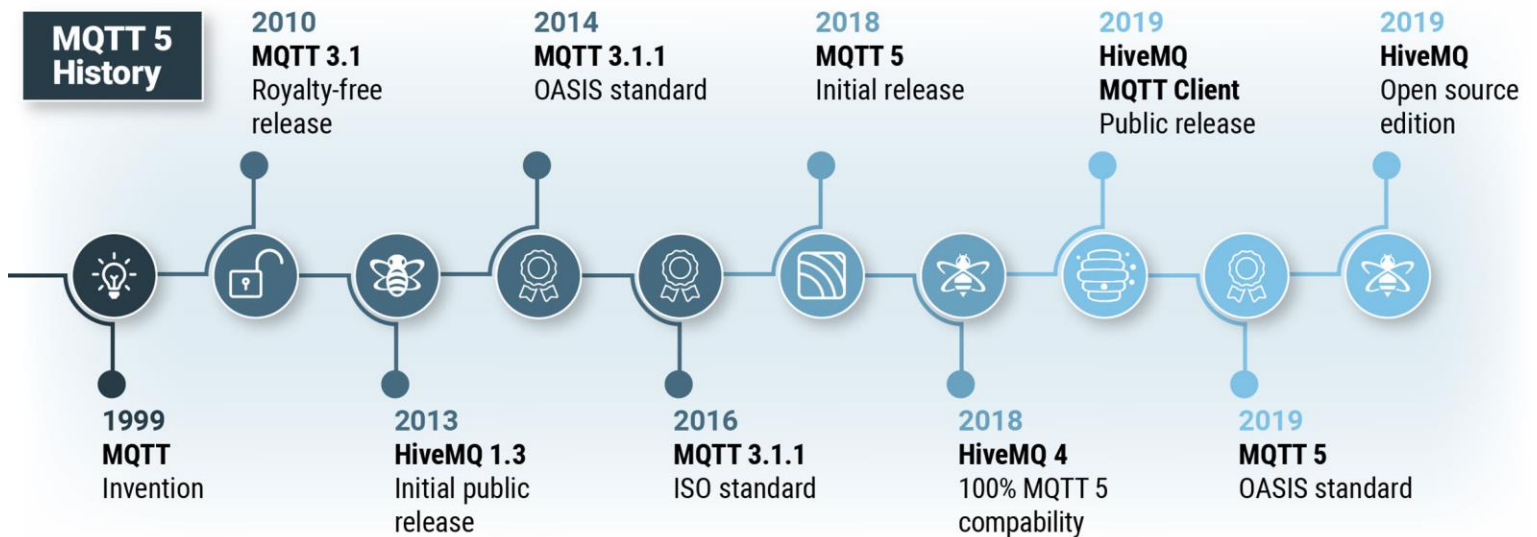 MQTT 5
History
1999
MQTT
Invention
2010
MQTT 3.1
Royalty-free
release
2013
HiveMQ 1.3
Initial public
release
2014
MQTT 3.1.1
OASIS standard
2016
MQTT 3.1.1
ISO standard
2018
MQTT 5
Initial release
2018
HiveMQ 4
100% MQTT 5
compability
2019
HiveMQ
MQTT Client
Public release
2019
MQTT 5
OASIS standard
2019
HiveMQ
Open source
edition